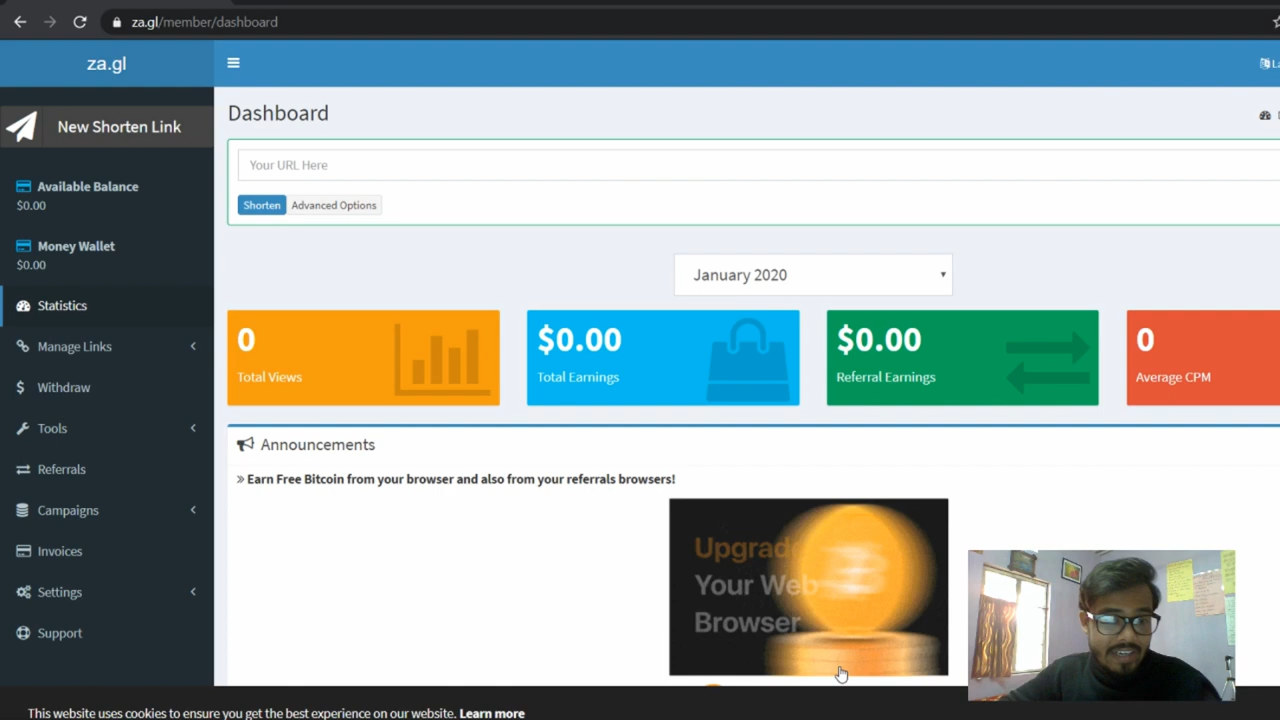 za.gl/member/dashboard
za.gl
New Shorten Link
Available Balance
$0.00
Money Wallet
$0.00
Statistics
Manage Links
Withdraw
Tools
Referrals
Campaigns
Invoices
Settings
Support
Dashboard
Your URL Here
Shorten
Advanced Options
January 2020
0
Total Views
$0.00
Total Earnings
$0.00
Referral Earnings
0
Average CPM
Announcements
» Earn Free Bitcoin from your browser and also from your referrals browsers!
Upgrade
Your Web
Browser
This website uses cookies to ensure you get the best experience on our website. Learn more